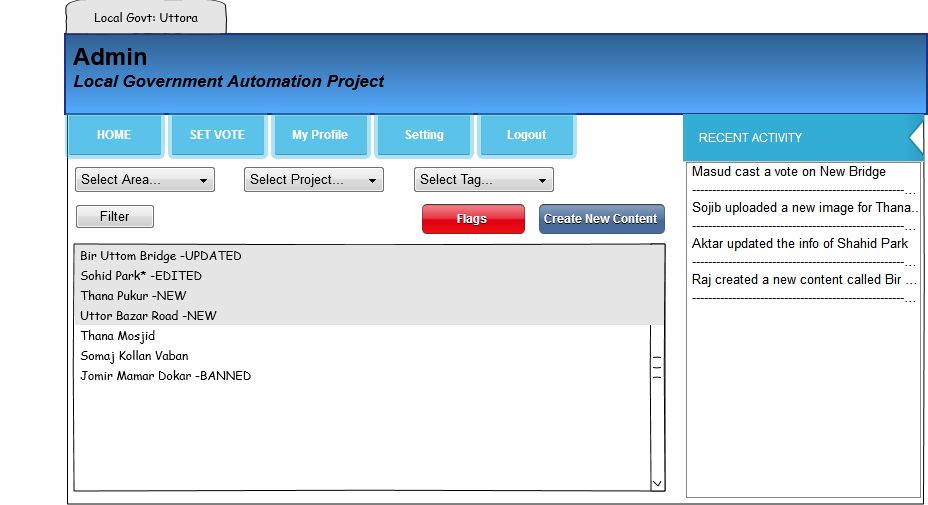 Local Govt: Uttora
Admin
Local Government Automation Project
HOME
SET VOTE
My Profile
Setting
Logout
RECENT ACTIVITY
Select Area...
Select Project...
Select Tag...
Filter
Flags
Create New Content
Bir Uttom Bridge -UPDATED
Sohid Park* -EDITED
Thana Pukur -NEW
Uttor Bazar Road -NEW
Thana Mosjid
Somaj Kollan Vaban
Jomir Mamar Dokar -BANNED
Masud cast a vote on New Bridge
Sojib uploaded a new image for Thana..
Aktar updated the info of Shahid Park
Raj created a new content called Bir ...